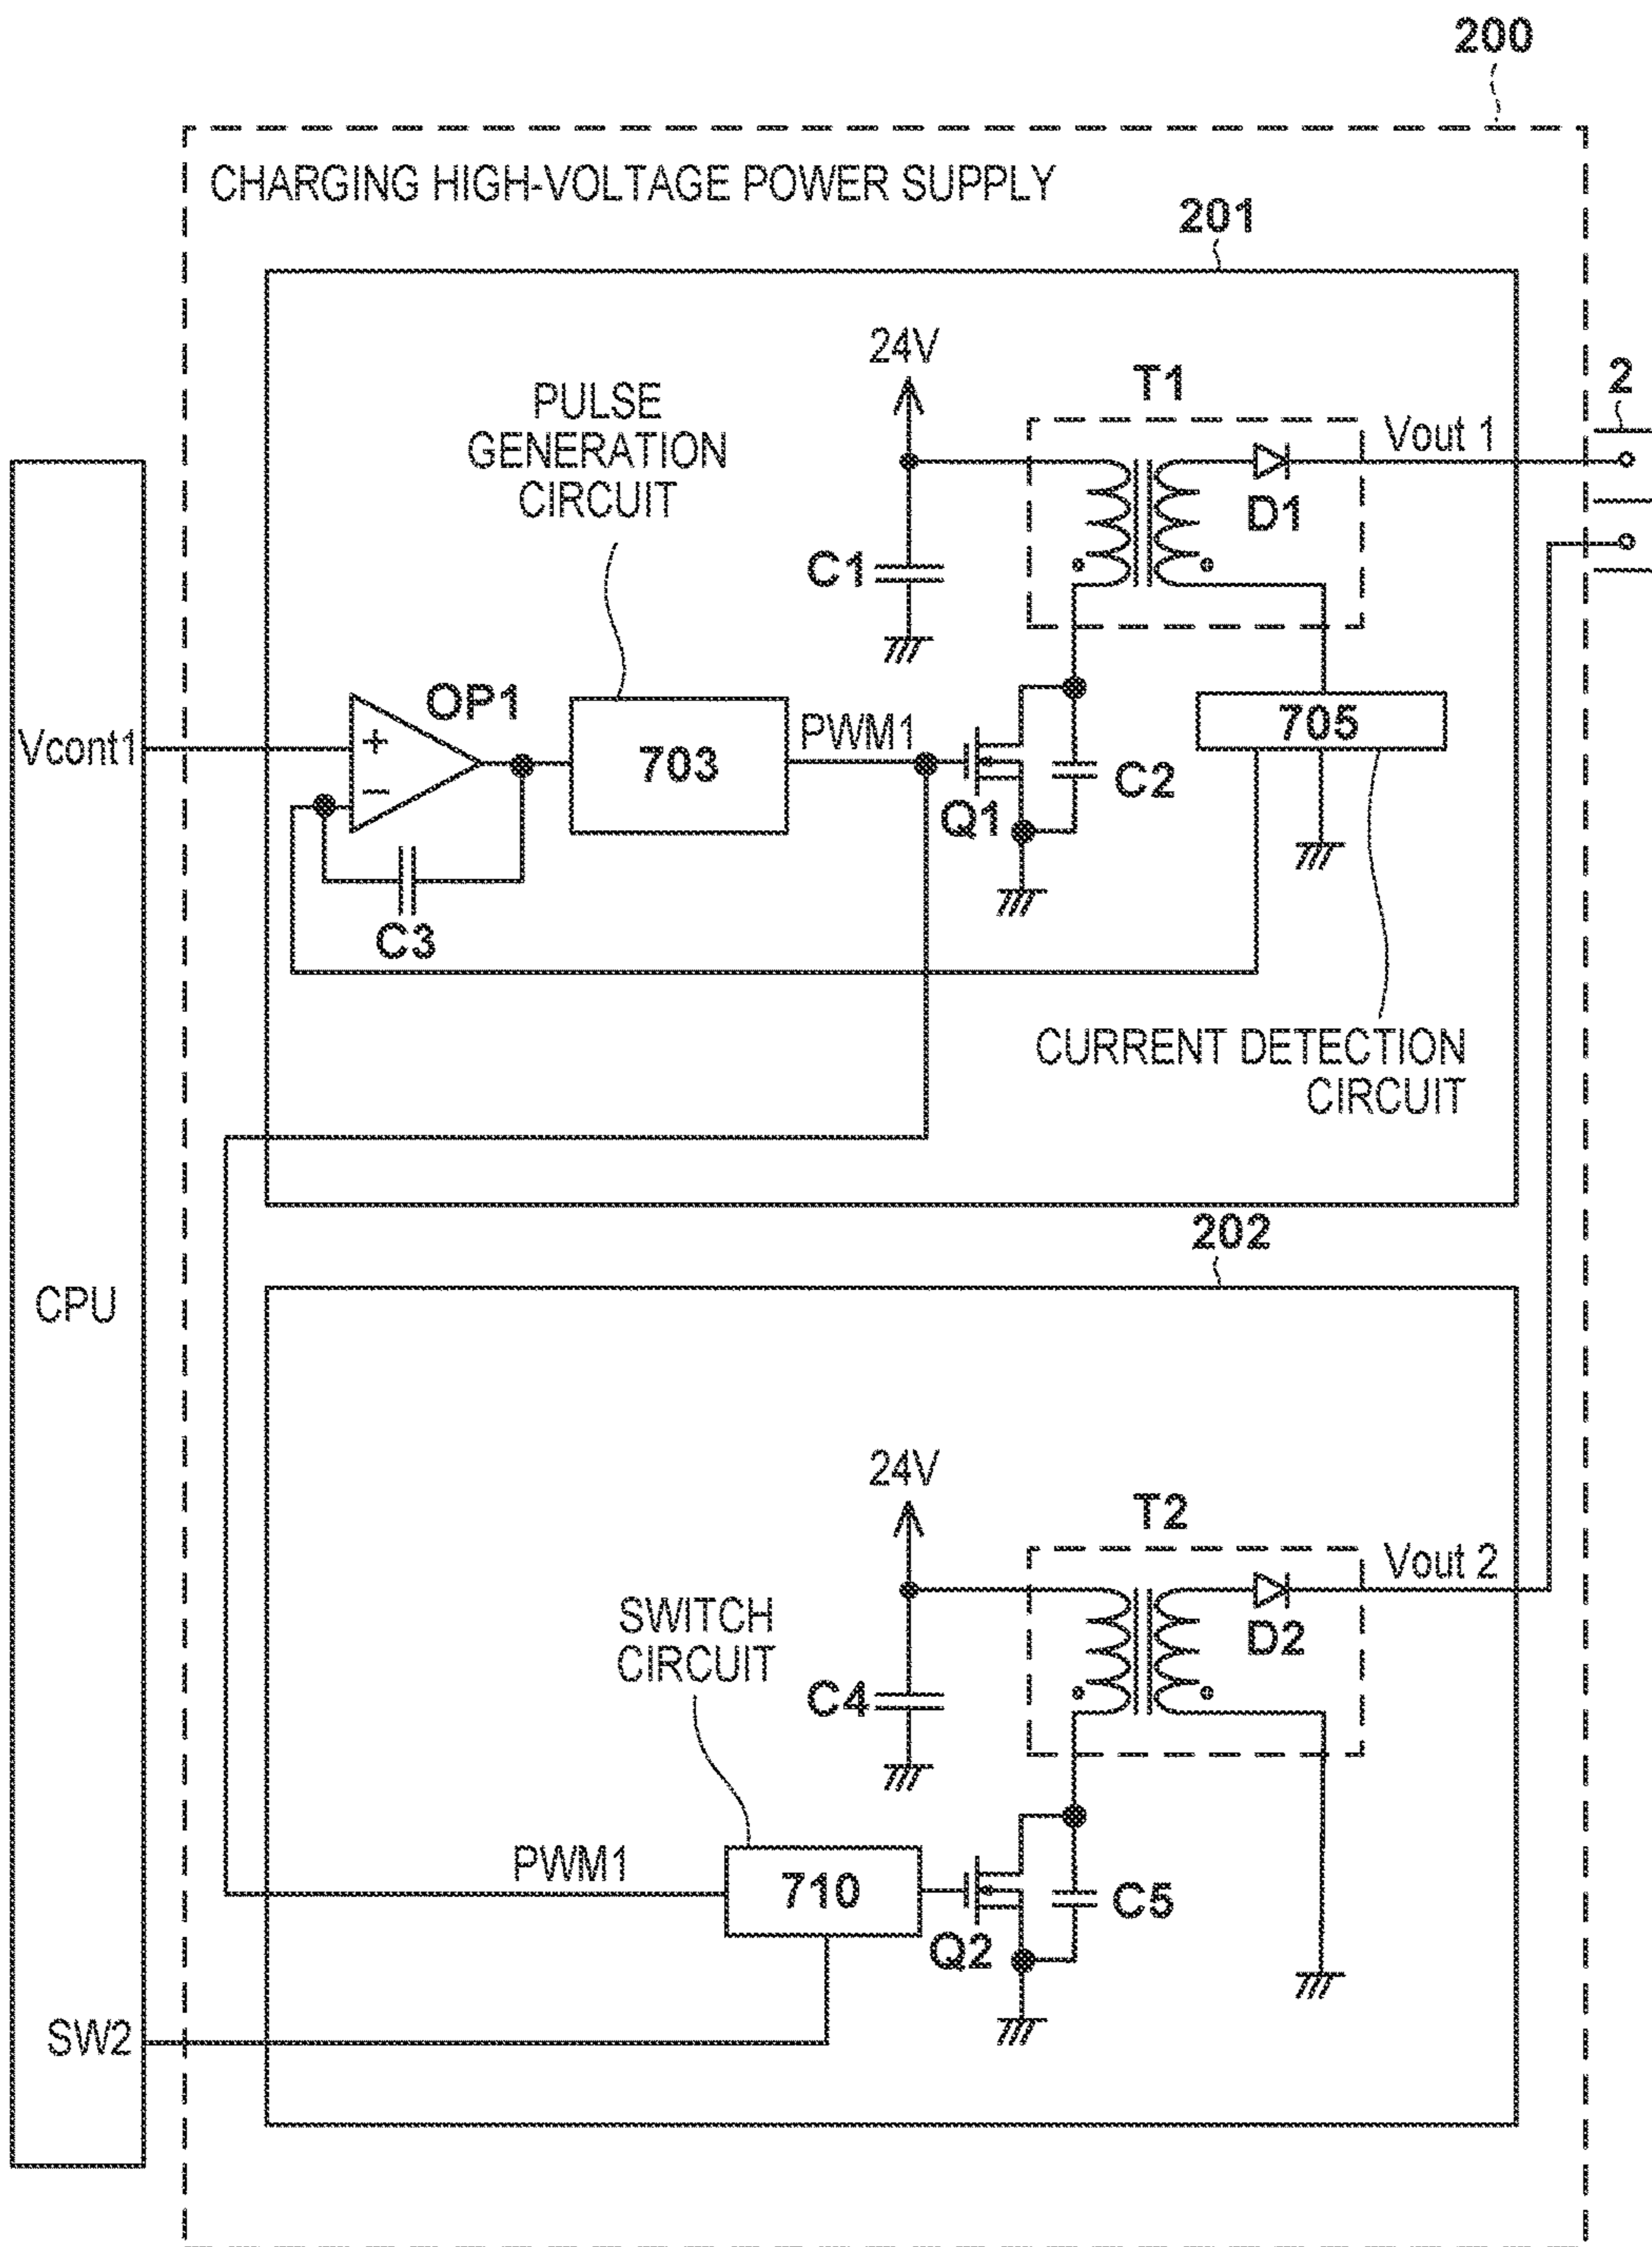 200
CHARGING HIGH-VOLTAGE POWER SUPPLY
201
24V
T1
2
PULSE
GENERATION
CIRCUIT
Vout 1
D1
C1
OP1
Vcont1
+
−
703
PWM1
705
C2
Q1
C3
CURRENT DETECTION
CIRCUIT
202
CPU
24V
T2
Vout 2
SWITCH
CIRCUIT
D2
C4
PWM1
710
C5
Q2
SW2